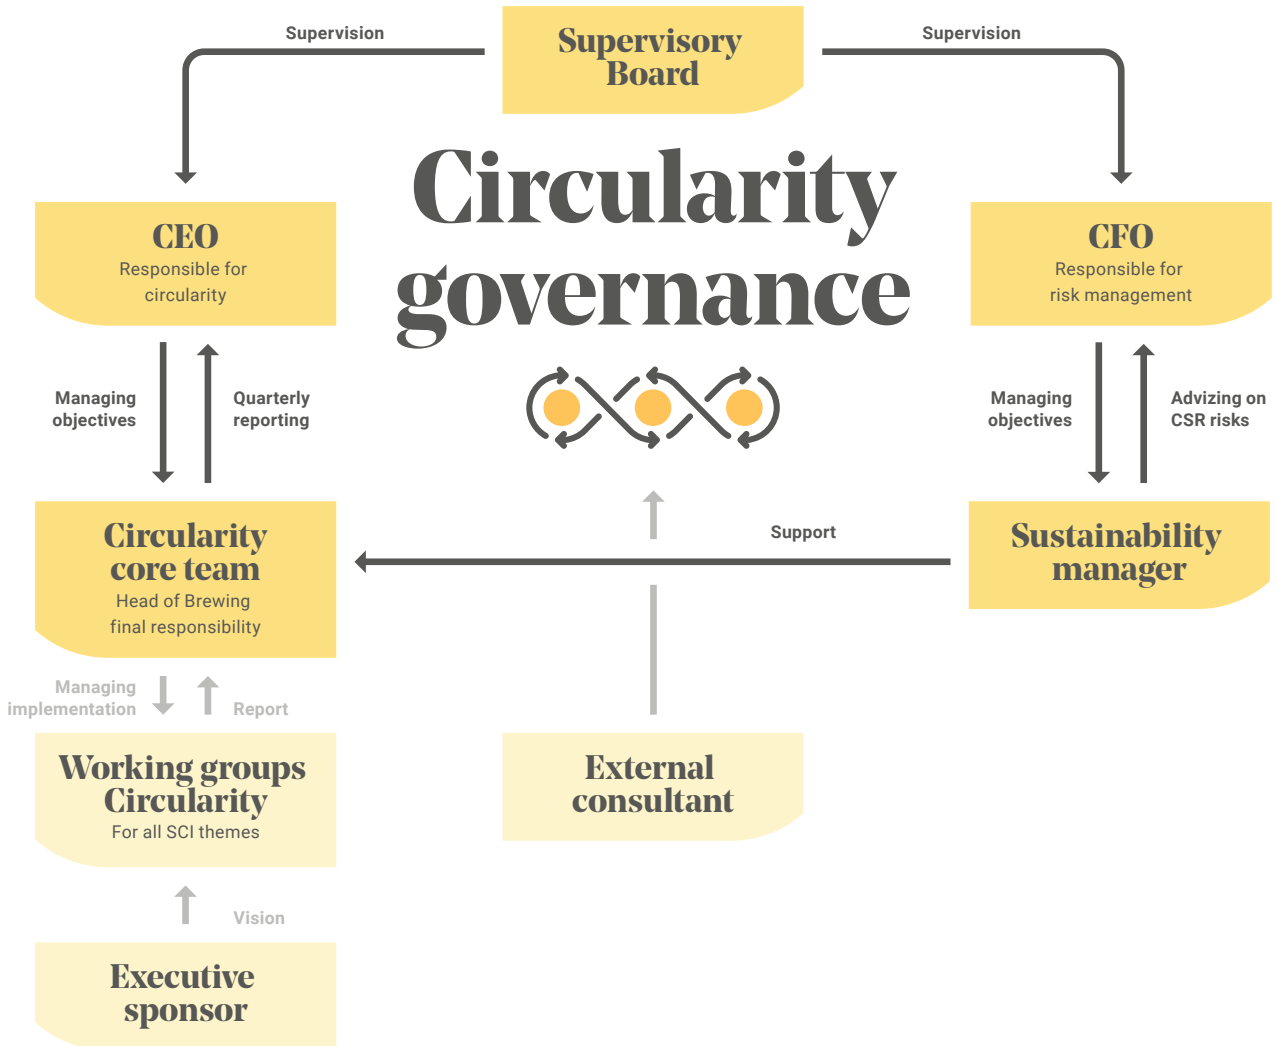 Supervision
Supervisory
Board
Supervision
Circularity
governance
CEO
Responsible for
circularity
CFO
Responsible for
risk management
Managing
objectives
Quarterly
reporting
Managing
objectives
Advizing on
CSR risks
Circularity
core team
Head of Brewing
final responsibility
Support
Sustainability
manager
Managing
implementation
Report
Working groups
Circularity
For all SCI themes
External
consultant
Vision
Executive
sponsor